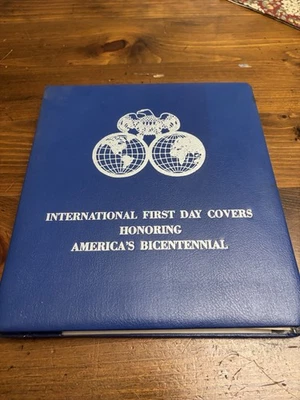 INTERNATIONAL FIRST DAY COVERS
HONORING
AMERICA'S BICENTENNIAL